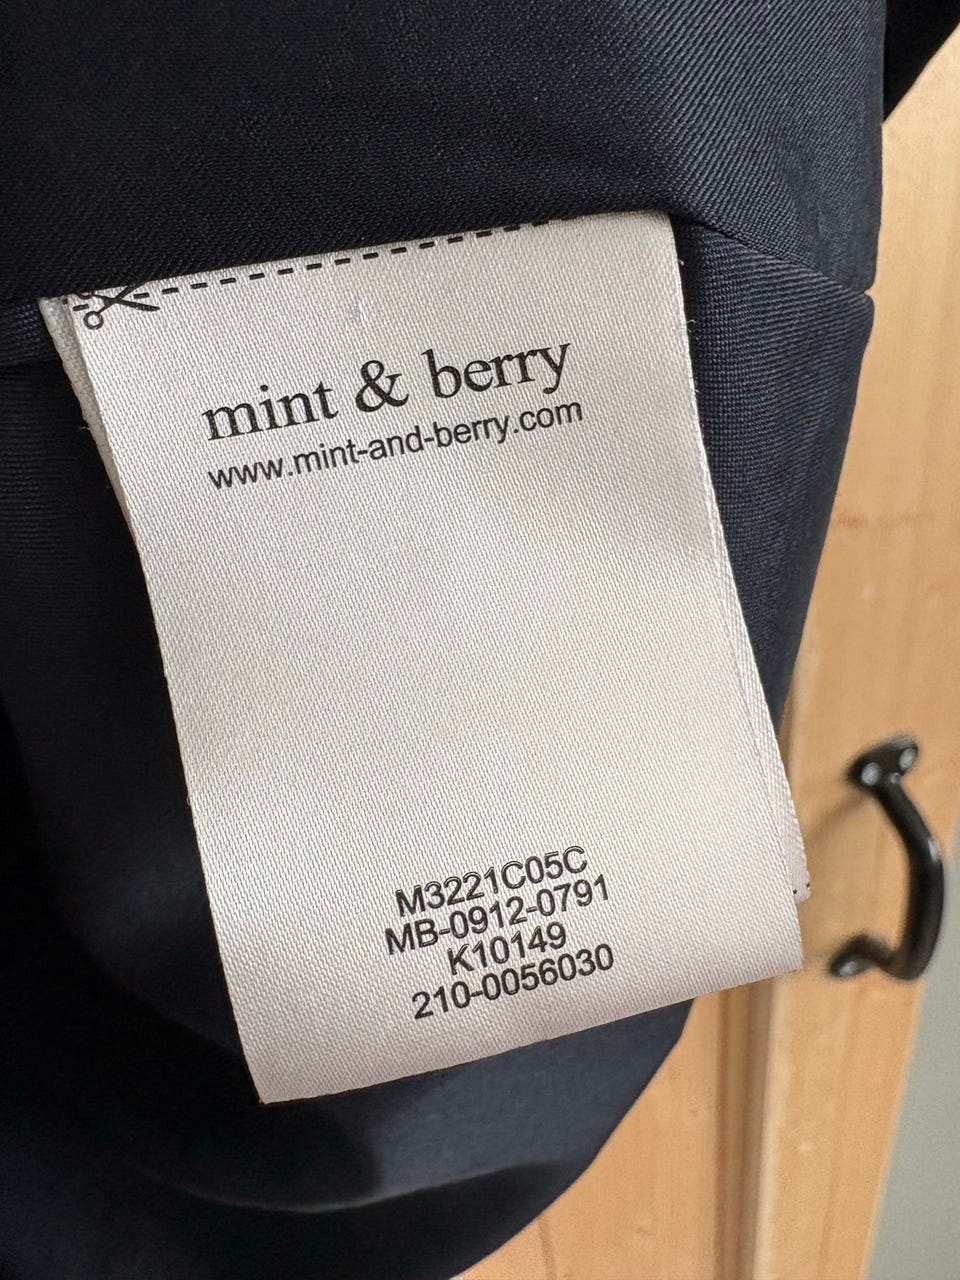 mint & berry
www.mint-and-berry.com
M3221C05C
MB-0912-0791
K10149
210-0056030